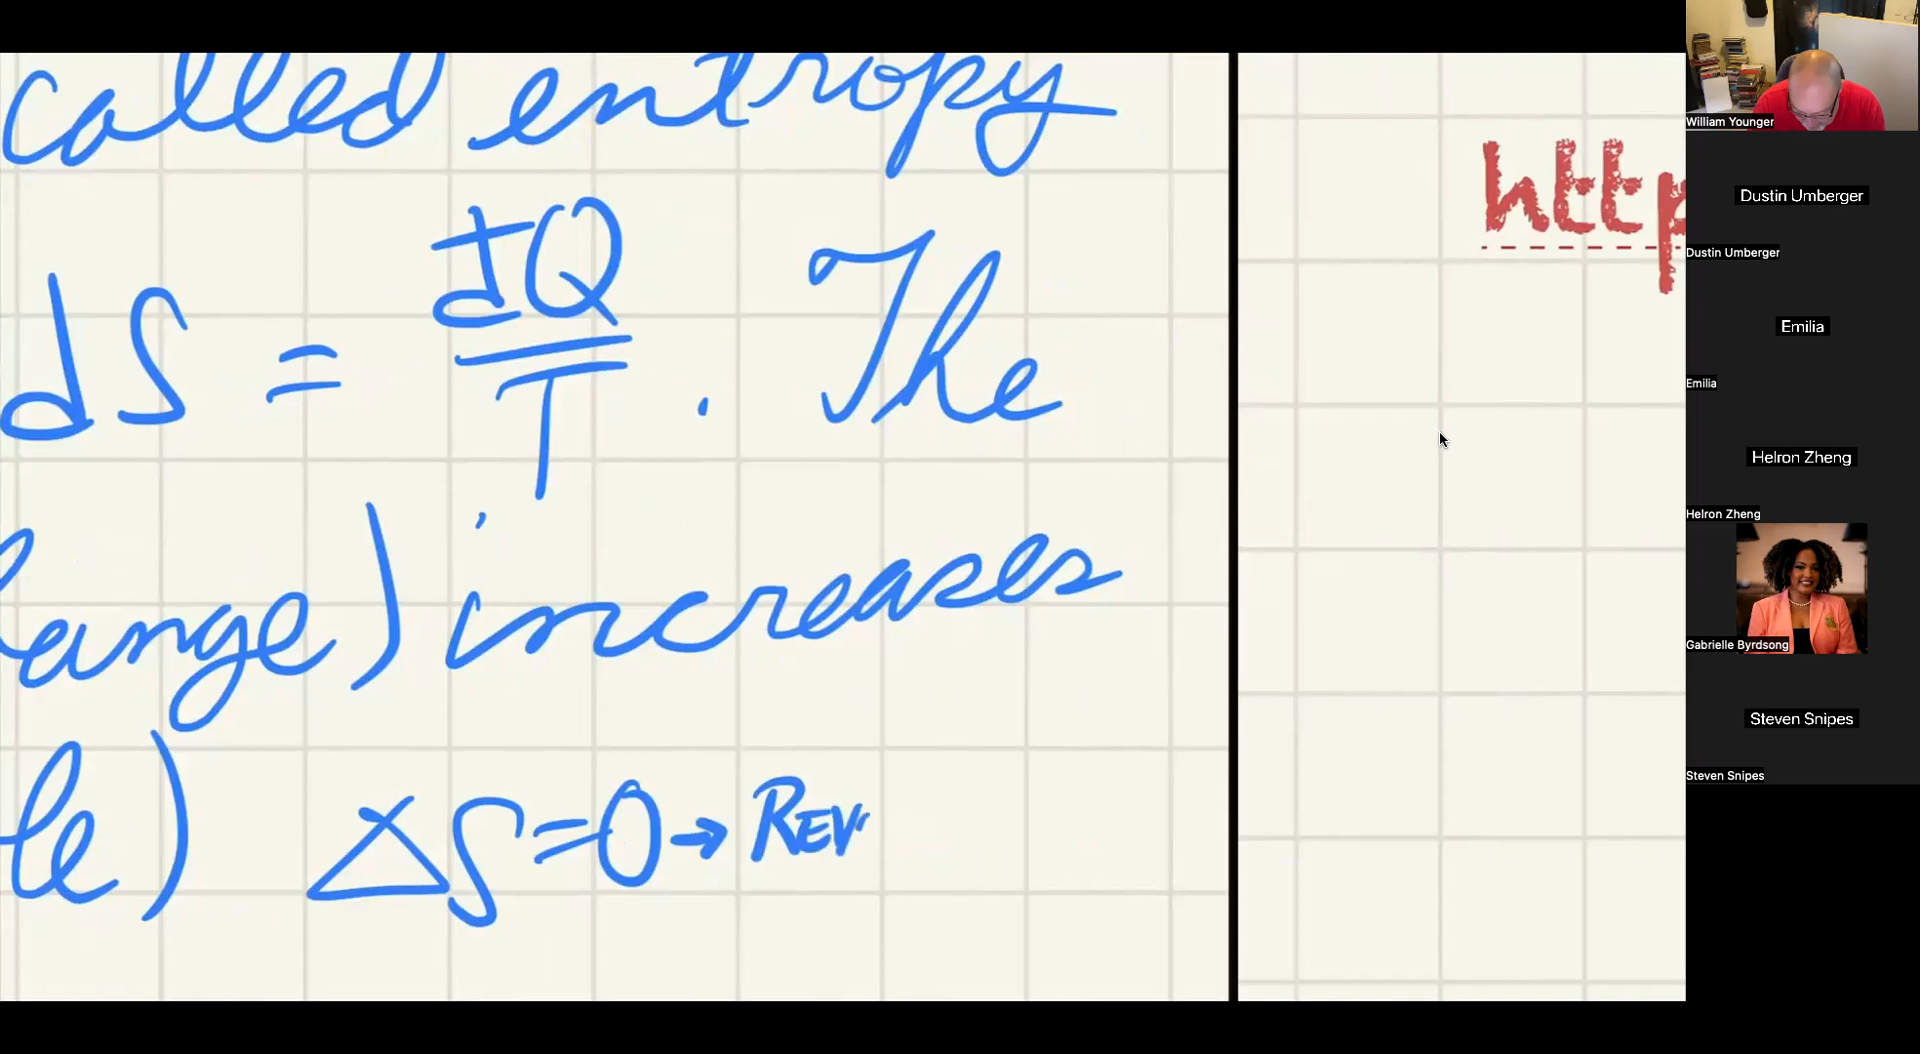 called entropy
dS = đQ/T . The
ange) increases
le) ΔS=0→REV.
http
William Younger
Dustin Umberger
Dustin Umberger
Emilia
Emilia
Helron Zheng
Helron Zheng
Gabrielle Byrdsong
Steven Snipes
Steven Snipes